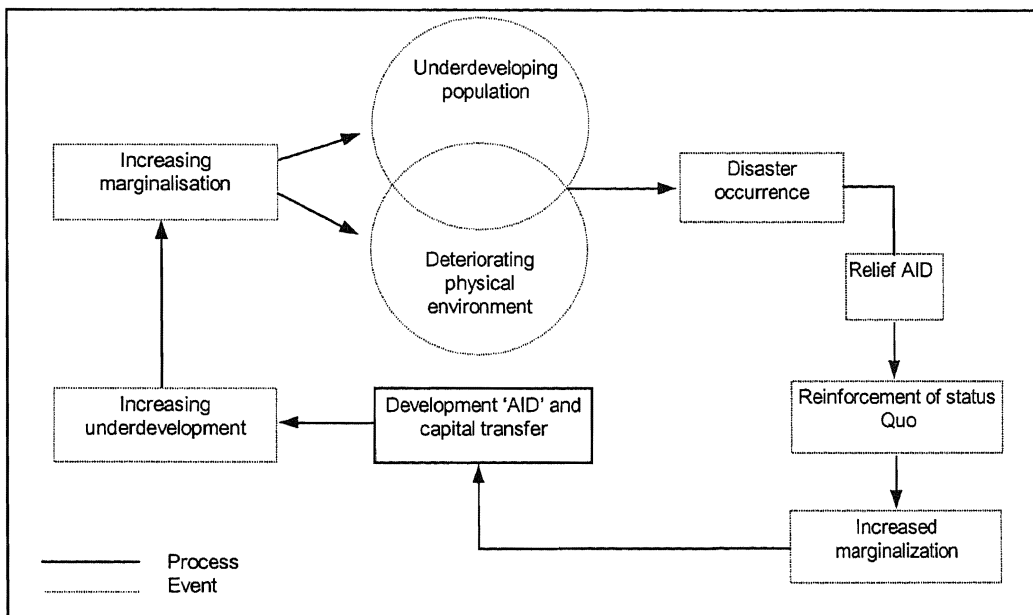 Underdeveloping
population
Increasing
marginalisation
Disaster
occurrence
Deteriorating
physical
environment
Relief AID
Increasing
underdevelopment
Development ‘AID’ and
capital transfer
Reinforcement of status
Quo
Increased
marginalization
Process
Event